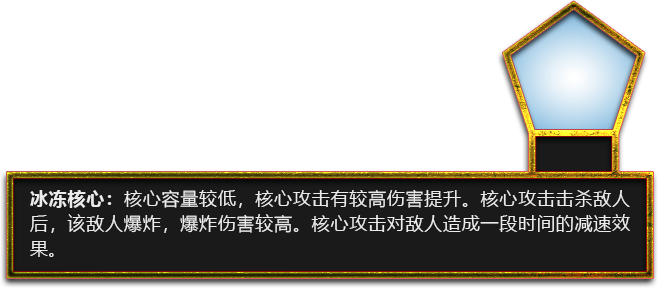 冰冻核心：核心容量较低，核心攻击有较高伤害提升。核心攻击击杀敌人
后，该敌人爆炸，爆炸伤害较高。核心攻击对敌人造成一段时间的减速效
果。